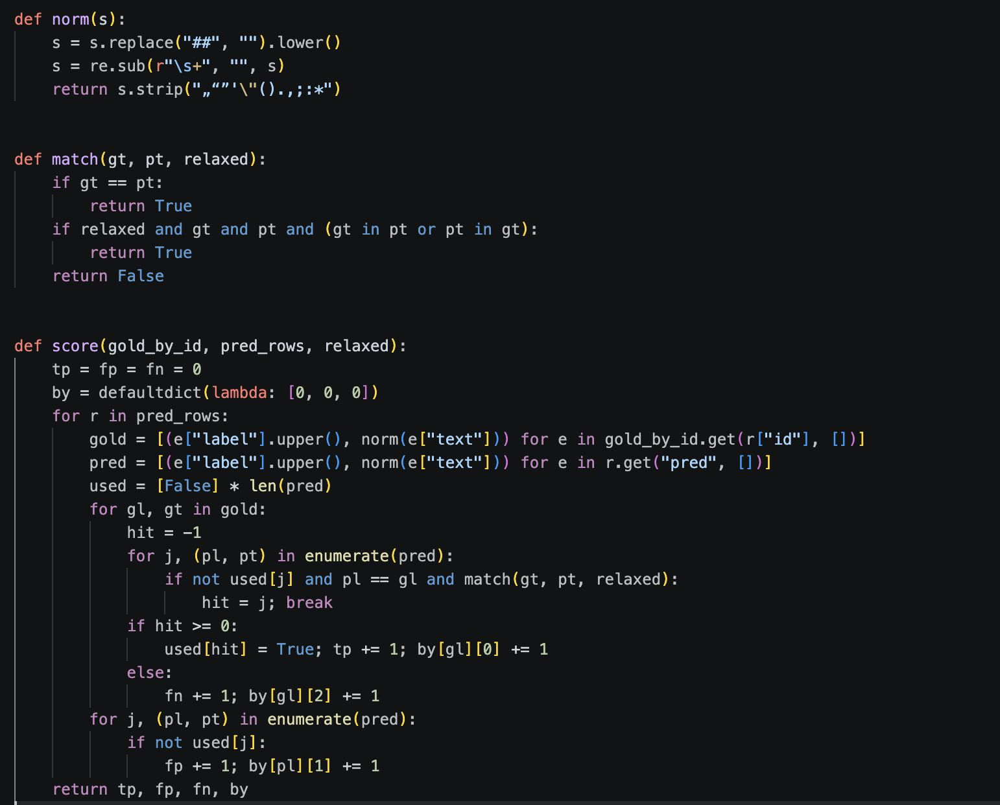 def norm(s):
    s = s.replace("##", "").lower()
    s = re.sub(r"\s+", "", s)
    return s.strip("„“”'\"().,;:*")
def match(gt, pt, relaxed):
    if gt == pt:
        return True
    if relaxed and gt and pt and (gt in pt or pt in gt):
        return True
    return False
def score(gold_by_id, pred_rows, relaxed):
    tp = fp = fn = 0
    by = defaultdict(lambda: [0, 0, 0])
    for r in pred_rows:
        gold = [(e["label"].upper(), norm(e["text"])) for e in gold_by_id.get(r["id"], [])]
        pred = [(e["label"].upper(), norm(e["text"])) for e in r.get("pred", [])]
        used = [False] * len(pred)
        for gl, gt in gold:
            hit = -1
            for j, (pl, pt) in enumerate(pred):
                if not used[j] and pl == gl and match(gt, pt, relaxed):
                    hit = j; break
            if hit >= 0:
                used[hit] = True; tp += 1; by[gl][0] += 1
            else:
                fn += 1; by[gl][2] += 1
        for j, (pl, pt) in enumerate(pred):
            if not used[j]:
                fp += 1; by[pl][1] += 1
    return tp, fp, fn, by